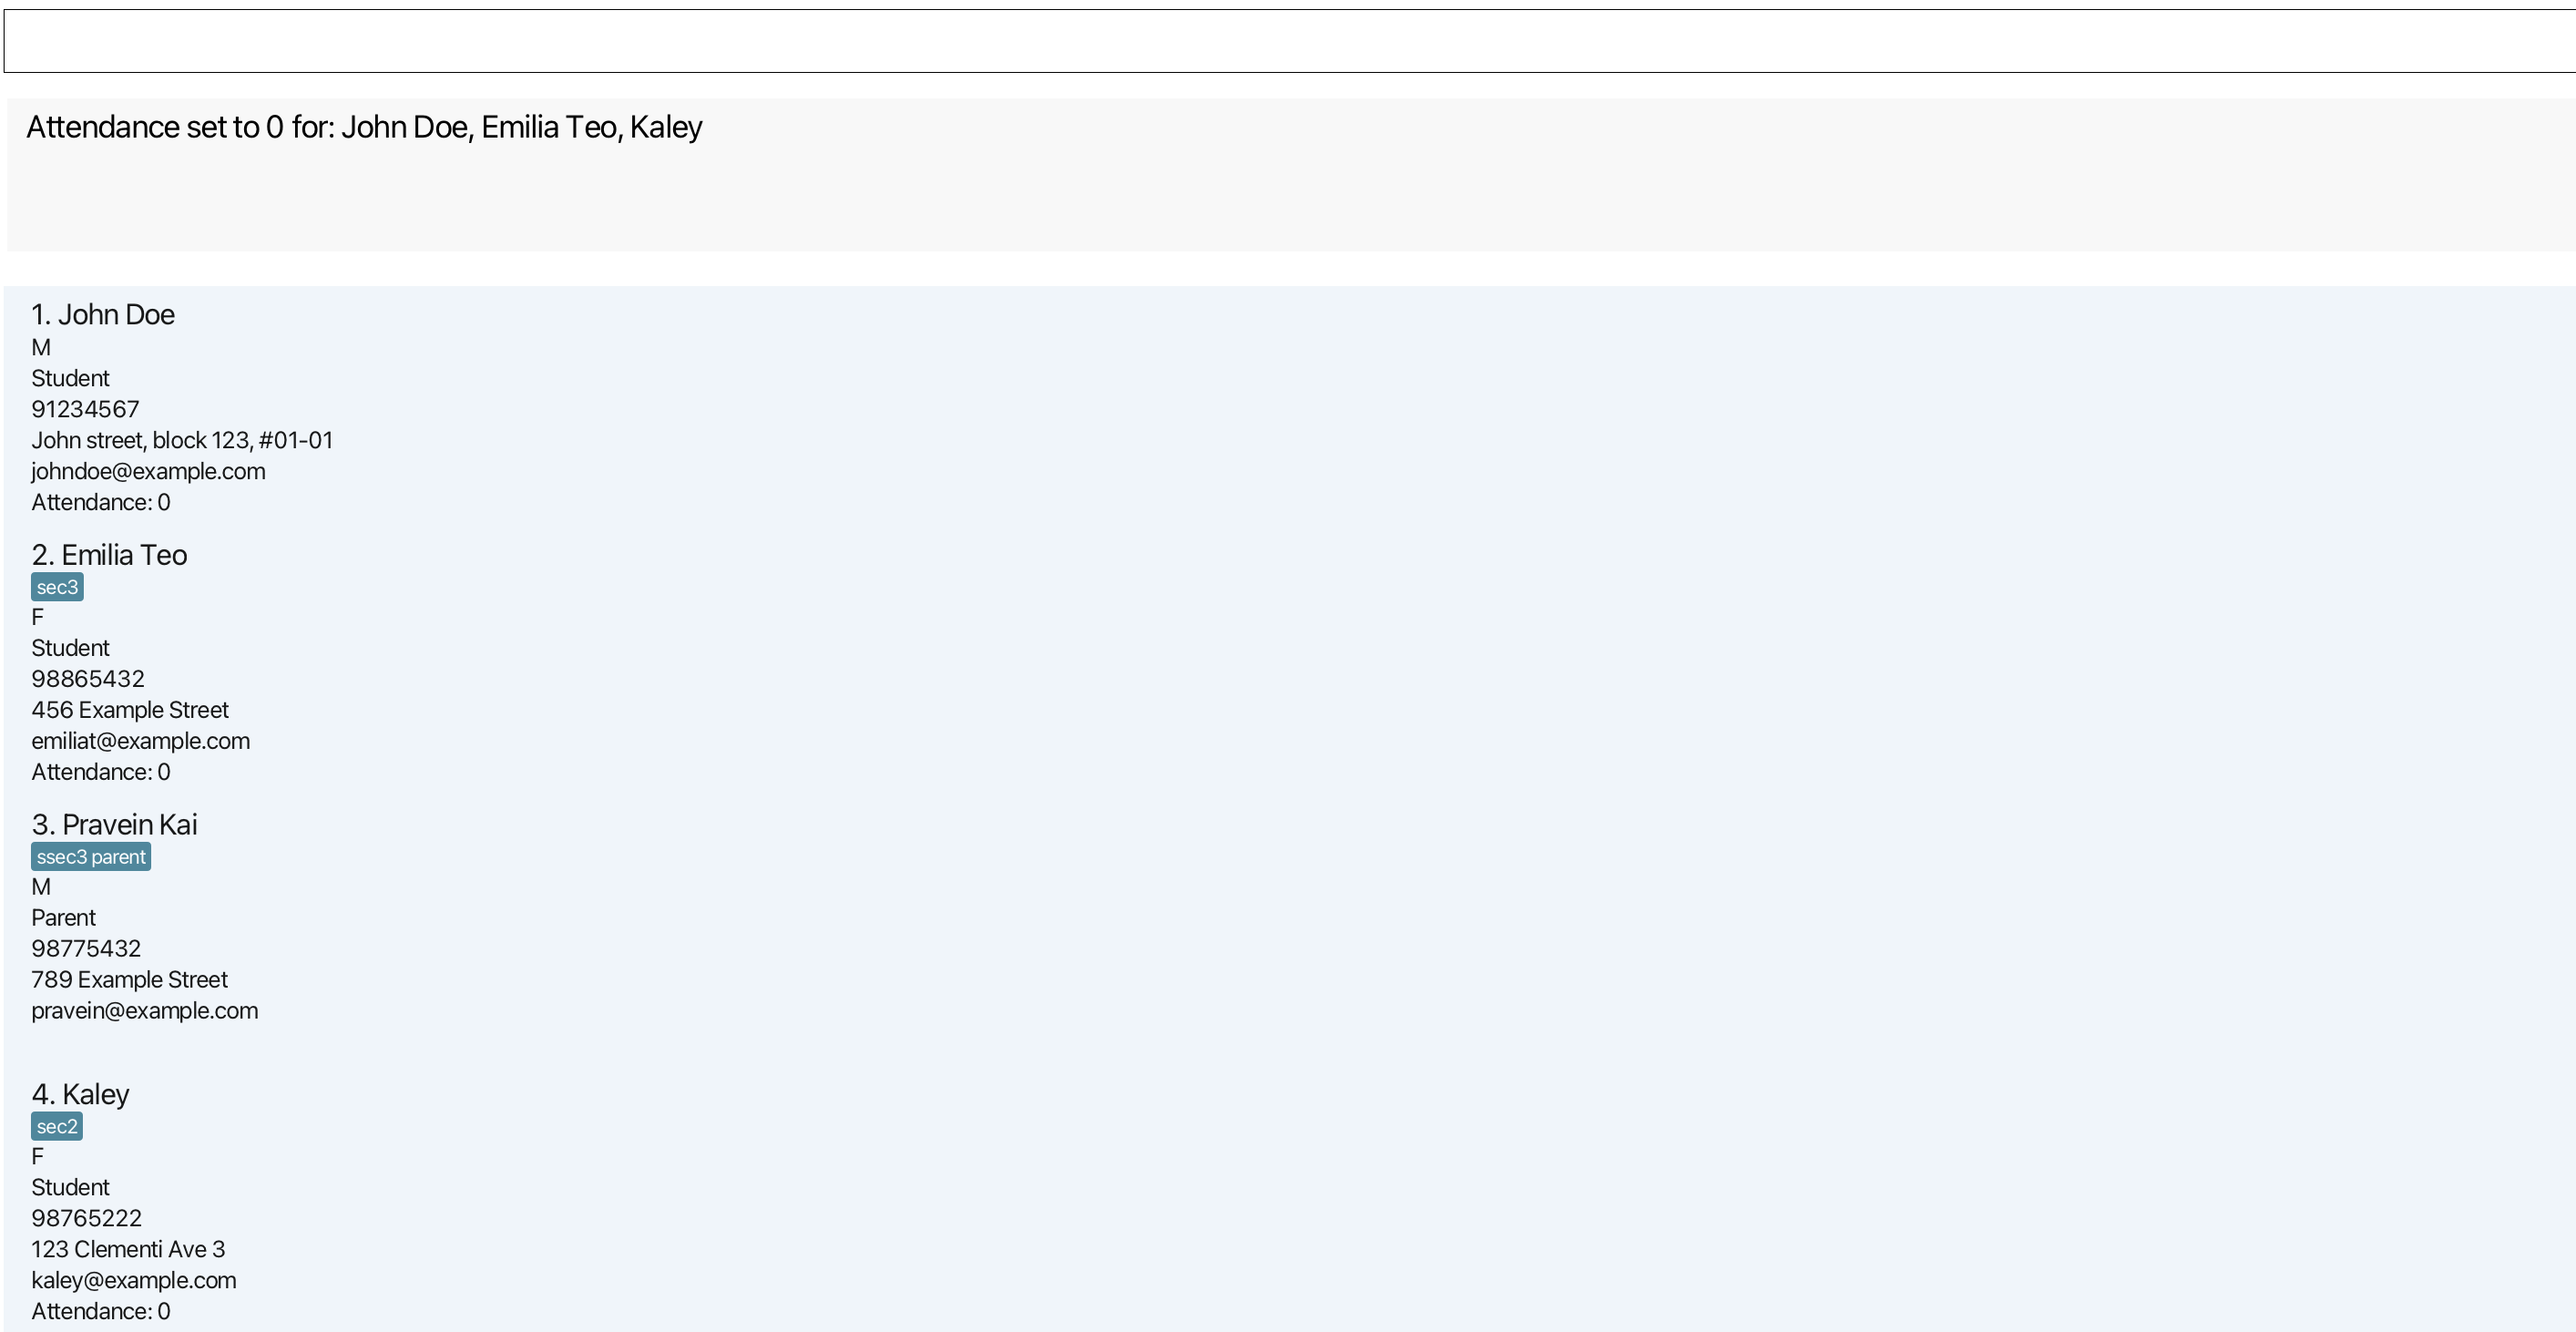 Attendance set to 0 for: John Doe, Emilia Teo, Kaley
1. John Doe
M
Student
91234567
John street, block 123, #01-01
johndoe@example.com
Attendance: 0
2. Emilia Teo
sec3
F
Student
98865432
456 Example Street
emiliat@example.com
Attendance: 0
3. Pravein Kai
ssec3 parent
M
Parent
98775432
789 Example Street
pravein@example.com
4. Kaley
sec2
F
Student
98765222
123 Clementi Ave 3
kaley@example.com
Attendance: 0